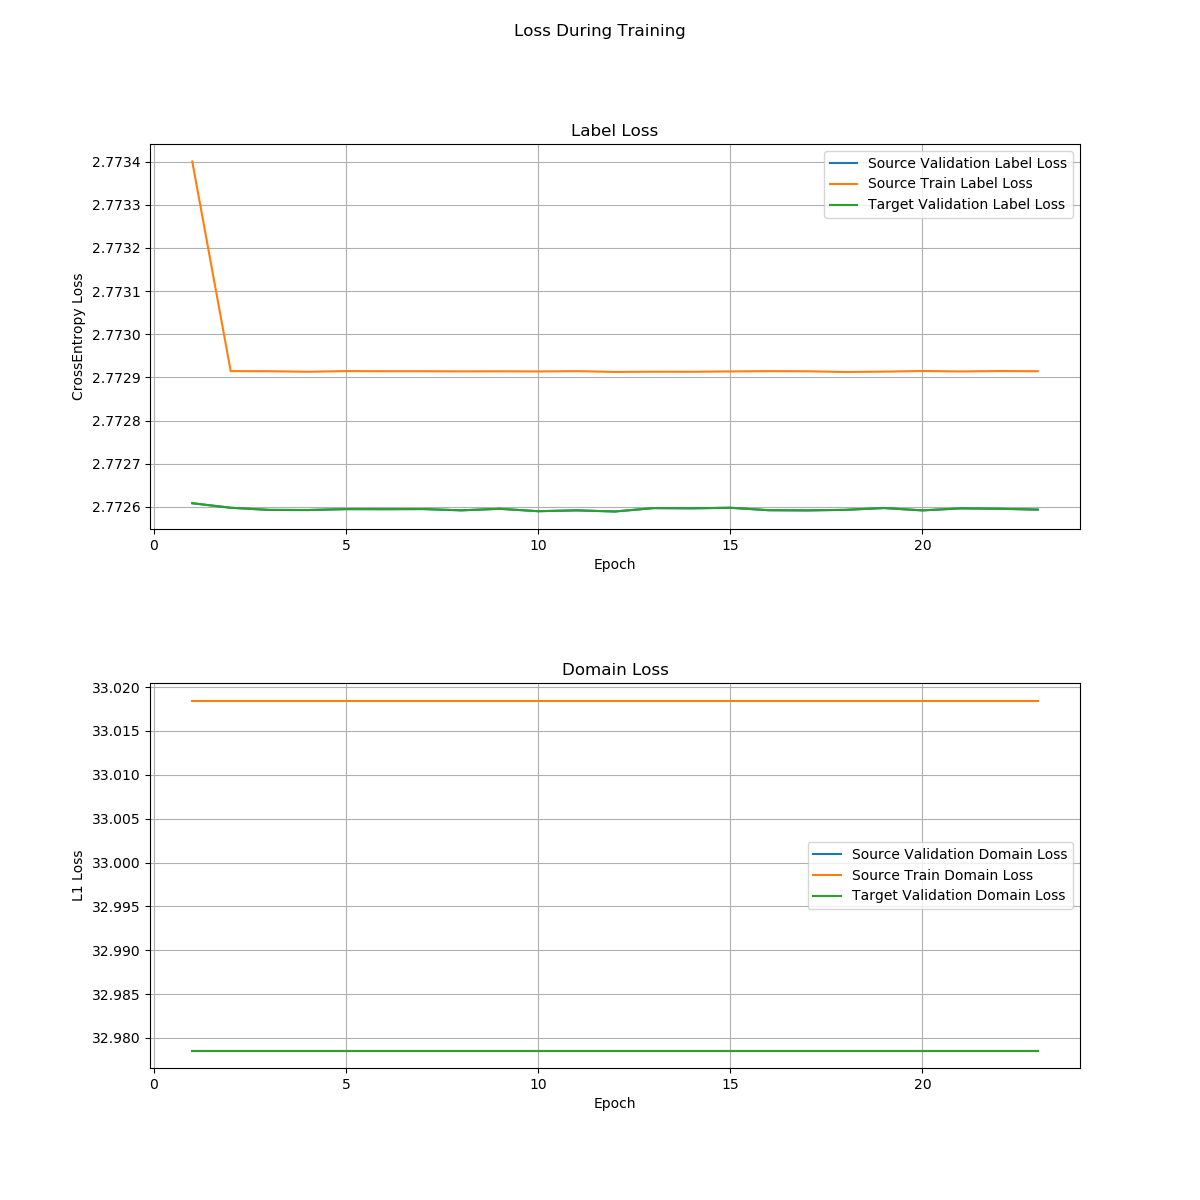 Loss During Training
Label Loss
2.7734
2.7733
2.7732
2.7731
2.7730
2.7729
2.7728
2.7727
2.7726
CrossEntropy Loss
Source Validation Label Loss
Source Train Label Loss
Target Validation Label Loss
0 5 10 15 20
Epoch
Domain Loss
33.020
33.015
33.010
33.005
33.000
32.995
32.990
32.985
32.980
L1 Loss
Source Validation Domain Loss
Source Train Domain Loss
Target Validation Domain Loss
0 5 10 15 20
Epoch